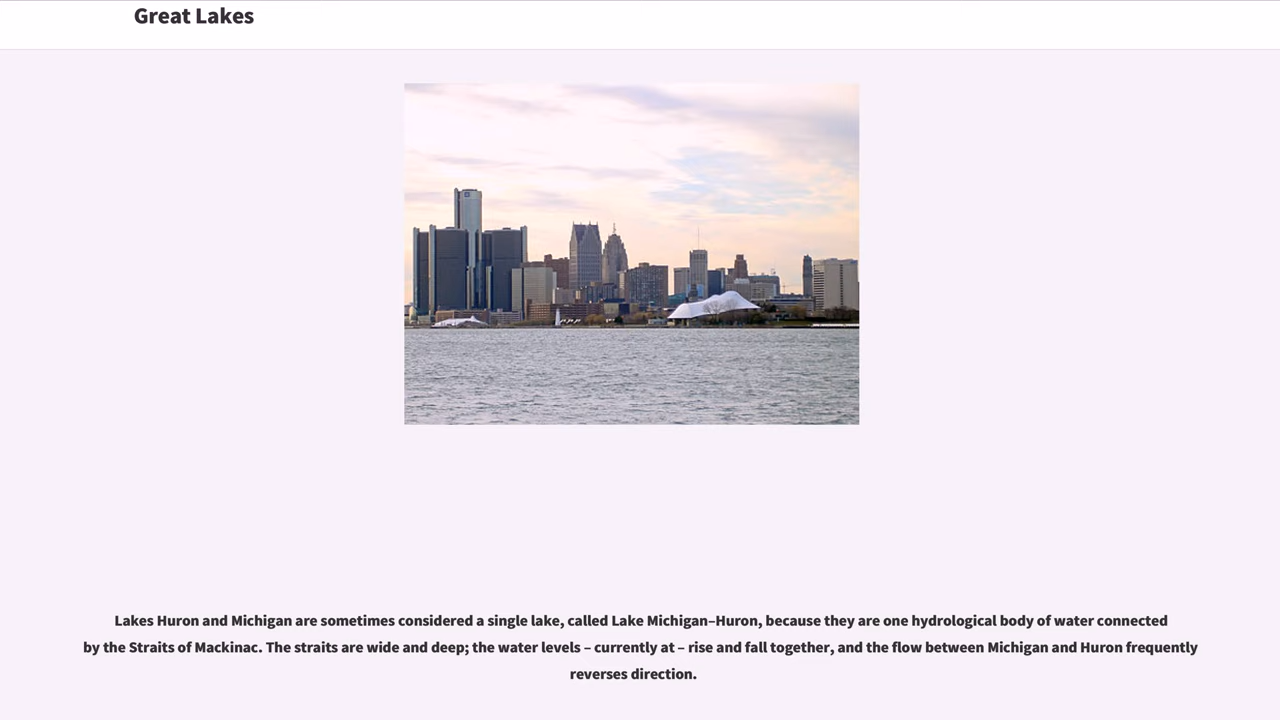 Great Lakes
Lakes Huron and Michigan are sometimes considered a single lake, called Lake Michigan–Huron, because they are one hydrological body of water connected
by the Straits of Mackinac. The straits are wide and deep; the water levels – currently at – rise and fall together, and the flow between Michigan and Huron frequently
reverses direction.